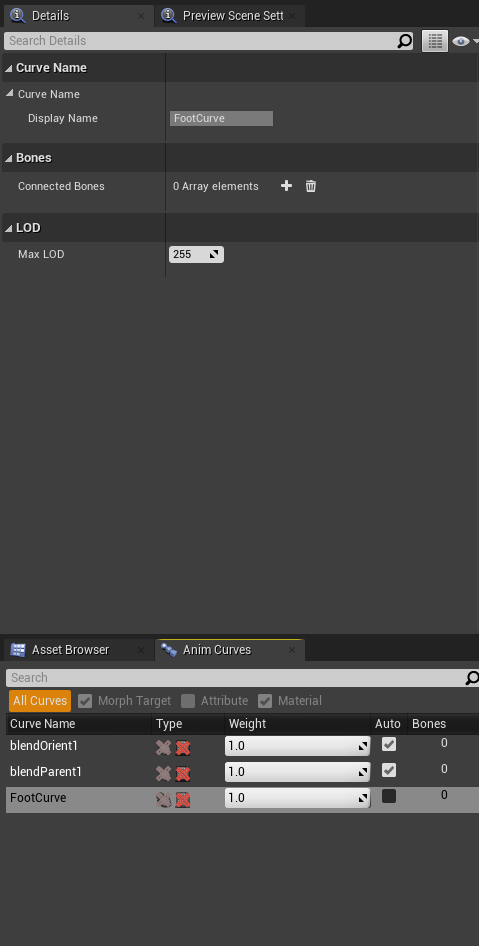 Details Preview Scene Sett
Search Details
Curve Name
Curve Name
Display Name FootCurve
Bones
Connected Bones 0 Array elements
LOD
Max LOD 255
Asset Browser Anim Curves
Search
All Curves Morph Target Attribute Material
Curve Name Type Weight Auto Bones
blendOrient1 1.0 0
blendParent1 1.0 0
FootCurve 1.0 0